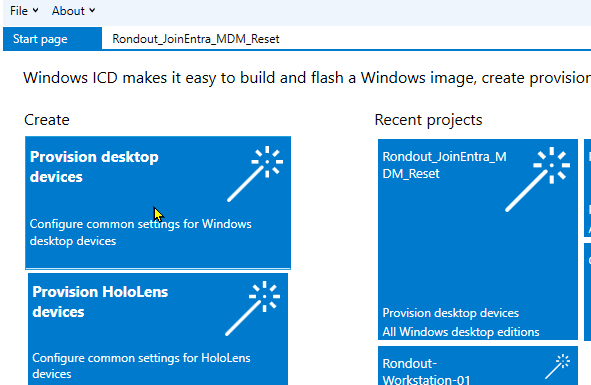 File About
Start page Rondout_JoinEntra_MDM_Reset
Windows ICD makes it easy to build and flash a Windows image, create provision
Create
Recent projects
Provision desktop
devices
Configure common settings for Windows
desktop devices
Provision HoloLens
devices
Configure common settings for HoloLens
devices
Rondout_JoinEntra_M
DM_Reset
Provision desktop devices
All Windows desktop editions
Rondout-
Workstation-01